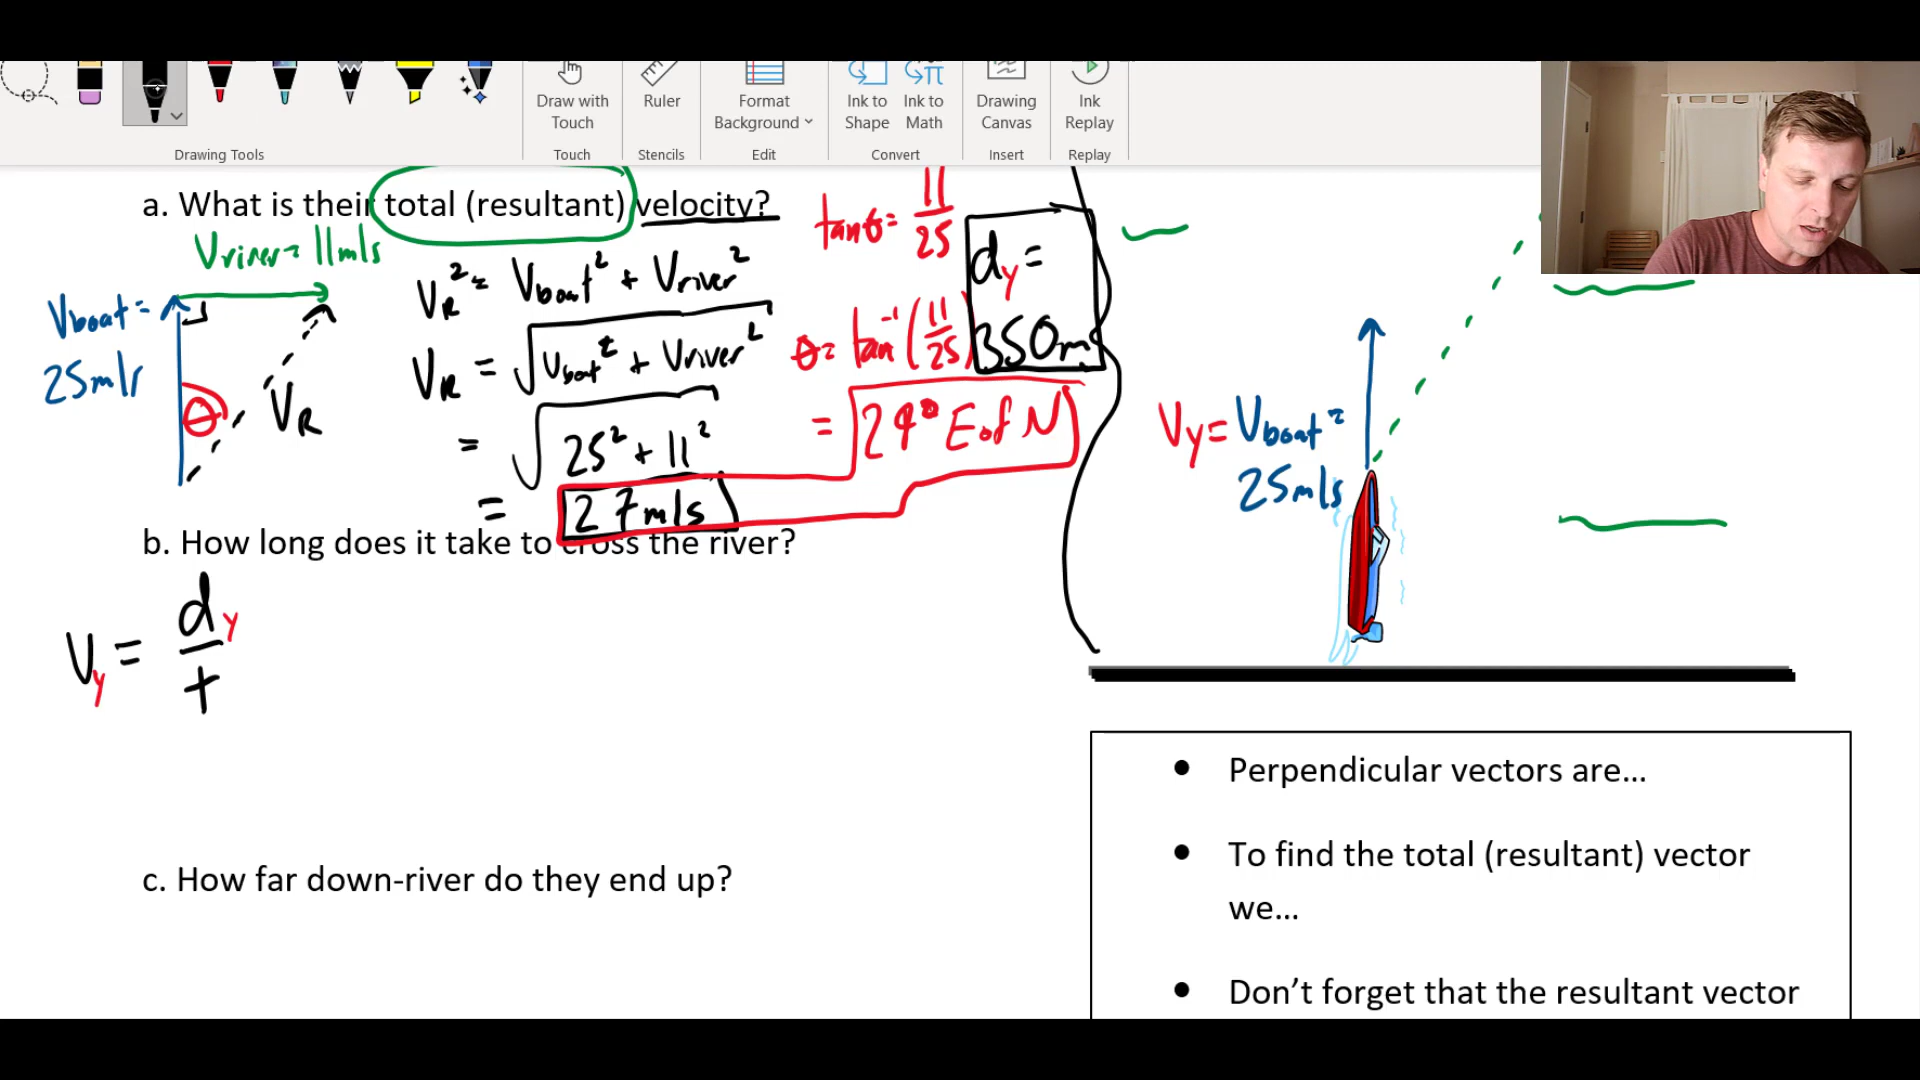 Draw with Touch
Ruler
Format Background
Ink to Shape
Ink to Math
Drawing Canvas
Ink Replay
Drawing Tools
Touch
Stencils
Edit
Convert
Insert
Replay
a. What is their total (resultant) velocity?
Vriver = 11m/s
Vboat =
25m/s
θ
VR
VR² = Vboat² + Vriver²
VR = √Vboat² + Vriver²
= √25² + 11²
= 27m/s
tanθ = 11/25
θ = tan⁻¹(11/25)
= 24° E of N
dy =
350m
Vy = Vboat =
25m/s
b. How long does it take to cross the river?
Vy = dy/t
c. How far down-river do they end up?
• Perpendicular vectors are…
• To find the total (resultant) vector
we…
• Don’t forget that the resultant vector